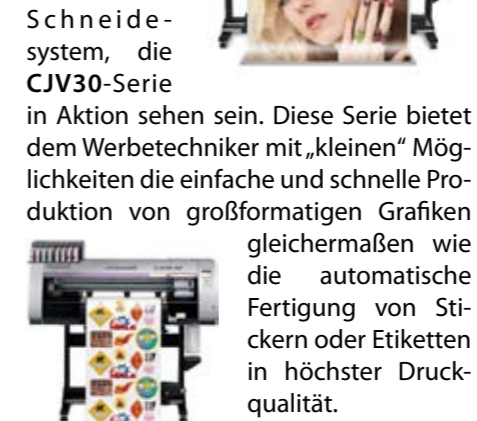 Schneide-
system, die
CJV30-Serie
in Aktion sehen sein. Diese Serie bietet
dem Werbetechniker mit „kleinen“ Mög-
lichkeiten die einfache und schnelle Pro-
duktion von großformatigen Grafiken
gleichermaßen wie
die automatische
Fertigung von Sti-
ckern oder Etiketten
in höchster Druck-
qualität.